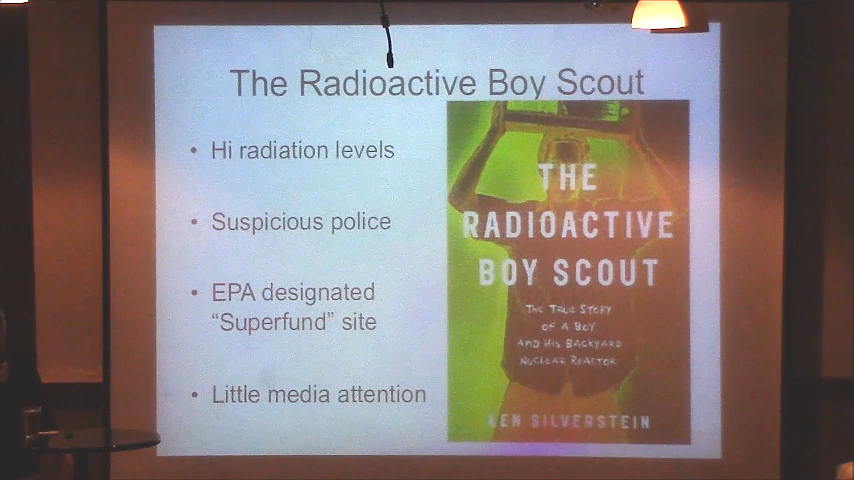 The Radioactive Boy Scout
• Hi radiation levels
• Suspicious police
• EPA designated
“Superfund” site
• Little media attention
THE
RADIOACTIVE
BOY SCOUT
THE TRUE STORY
OF A BOY
AND HIS BACKYARD
NUCLEAR REACTOR
KEN SILVERSTEIN